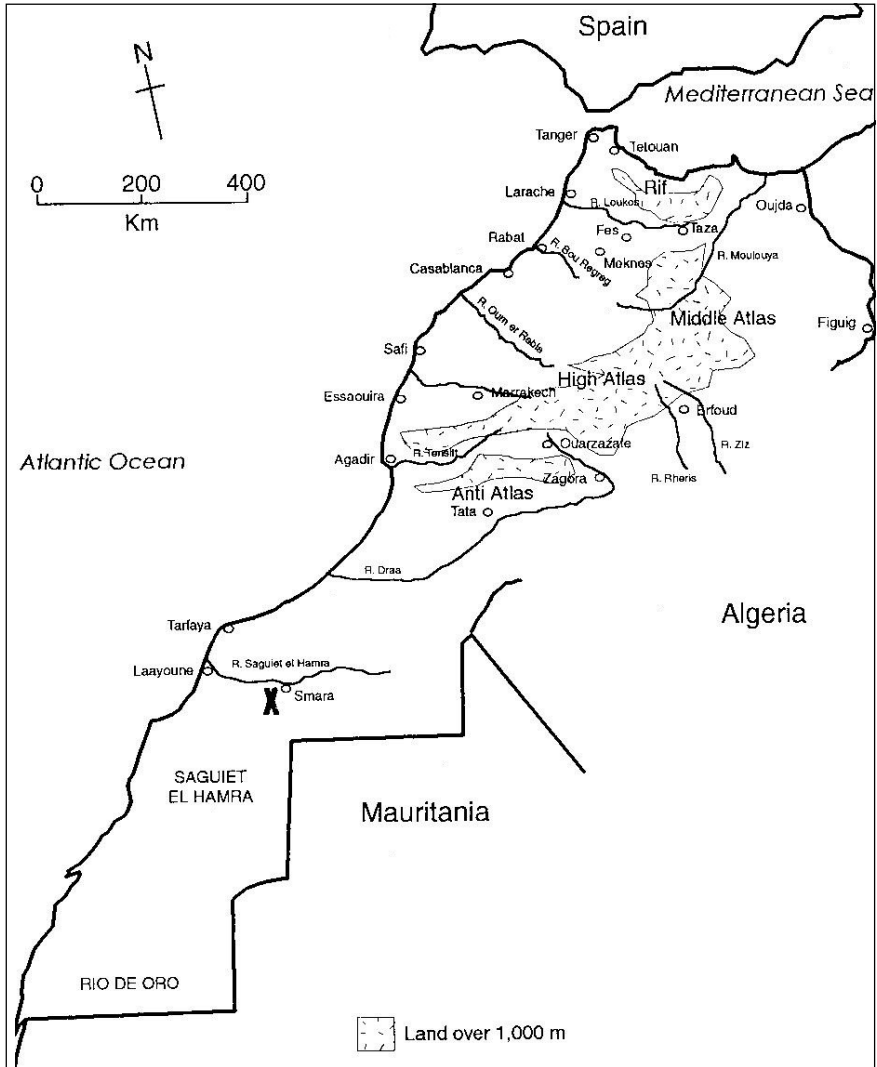 Spain
N
Mediterranean Sea
Tanger
Tetouan
0 200 400
Km
Rif
Larache
R. Loukos
Oujda
Fes
Taza
Rabat
R. Bou Regreg
Meknes
R. Moulouya
Casablanca
R. Oum er Rabia
Middle Atlas
Figuig
Safi
High Atlas
Essaouira
Marrakech
Erfoud
Ouarzazate
R. Ziz
Agadir
R. Tensift
Atlantic Ocean
Zagora
R. Rheris
Anti Atlas
Tata
R. Draa
Algeria
Tarfaya
Laayoune
R. Saguiet el Hamra
Smara
X
SAGUIET
EL HAMRA
Mauritania
RIO DE ORO
Land over 1,000 m